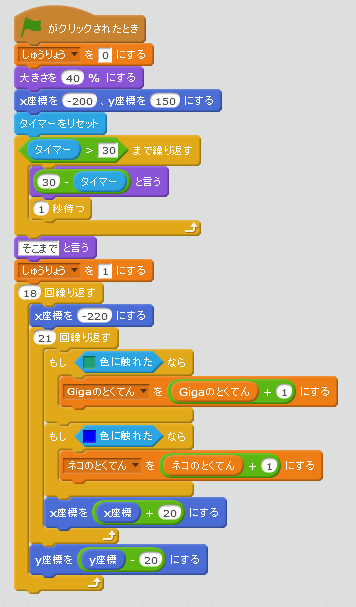 がクリックされたとき
しゅうりょう を 0 にする
大きさを 40 % にする
x座標を -200 、y座標を 150 にする
タイマーをリセット
タイマー > 30 まで繰り返す
30 - タイマー と言う
1 秒待つ
そこまで と言う
しゅうりょう を 1 にする
18 回繰り返す
x座標を -220 にする
21 回繰り返す
もし 色に触れた なら
Gigaのとくてん を Gigaのとくてん + 1 にする
もし 色に触れた なら
ネコのとくてん を ネコのとくてん + 1 にする
x座標を x座標 + 20 にする
y座標を y座標 - 20 にする